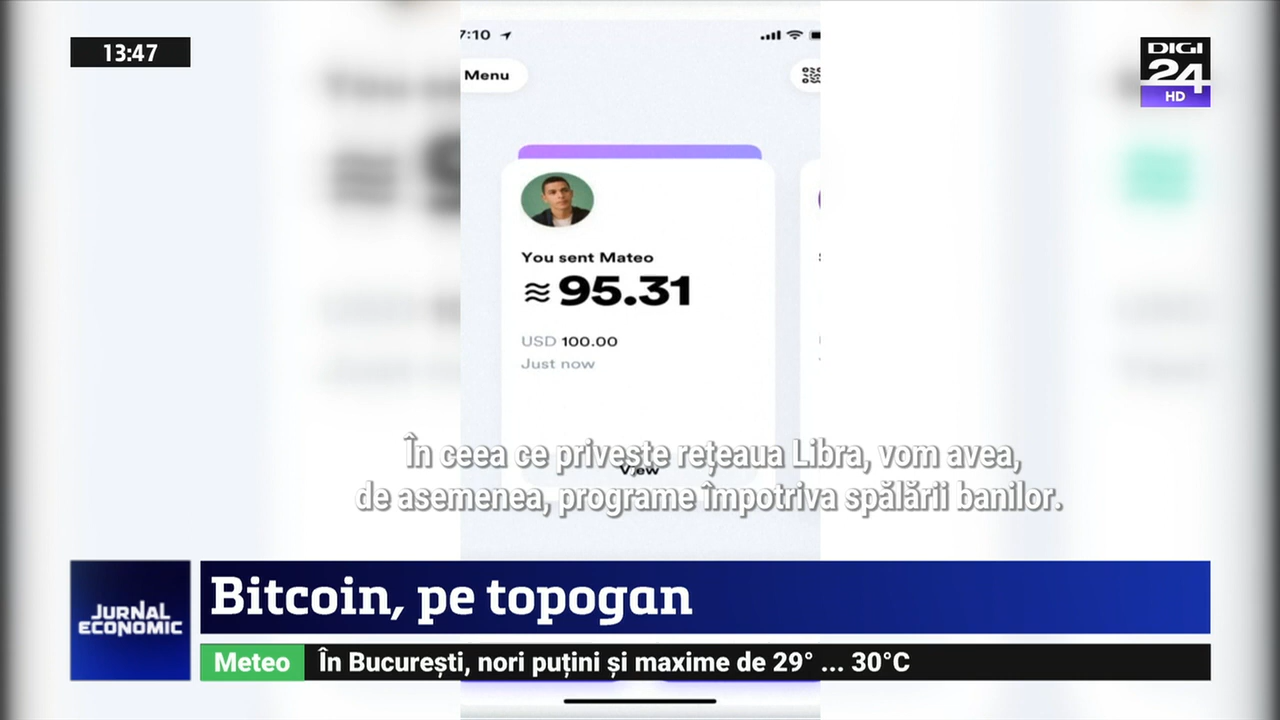 13:47
7:10
Menu
DIGI
24
HD
You sent Mateo
≈ 95.31
USD 100.00
Just now
View
În ceea ce privește rețeaua Libra, vom avea,
de asemenea, programe împotriva spălării banilor.
JURNAL
ECONOMIC
Bitcoin, pe topogan
Meteo
În București, nori puțini și maxime de 29° ... 30°C